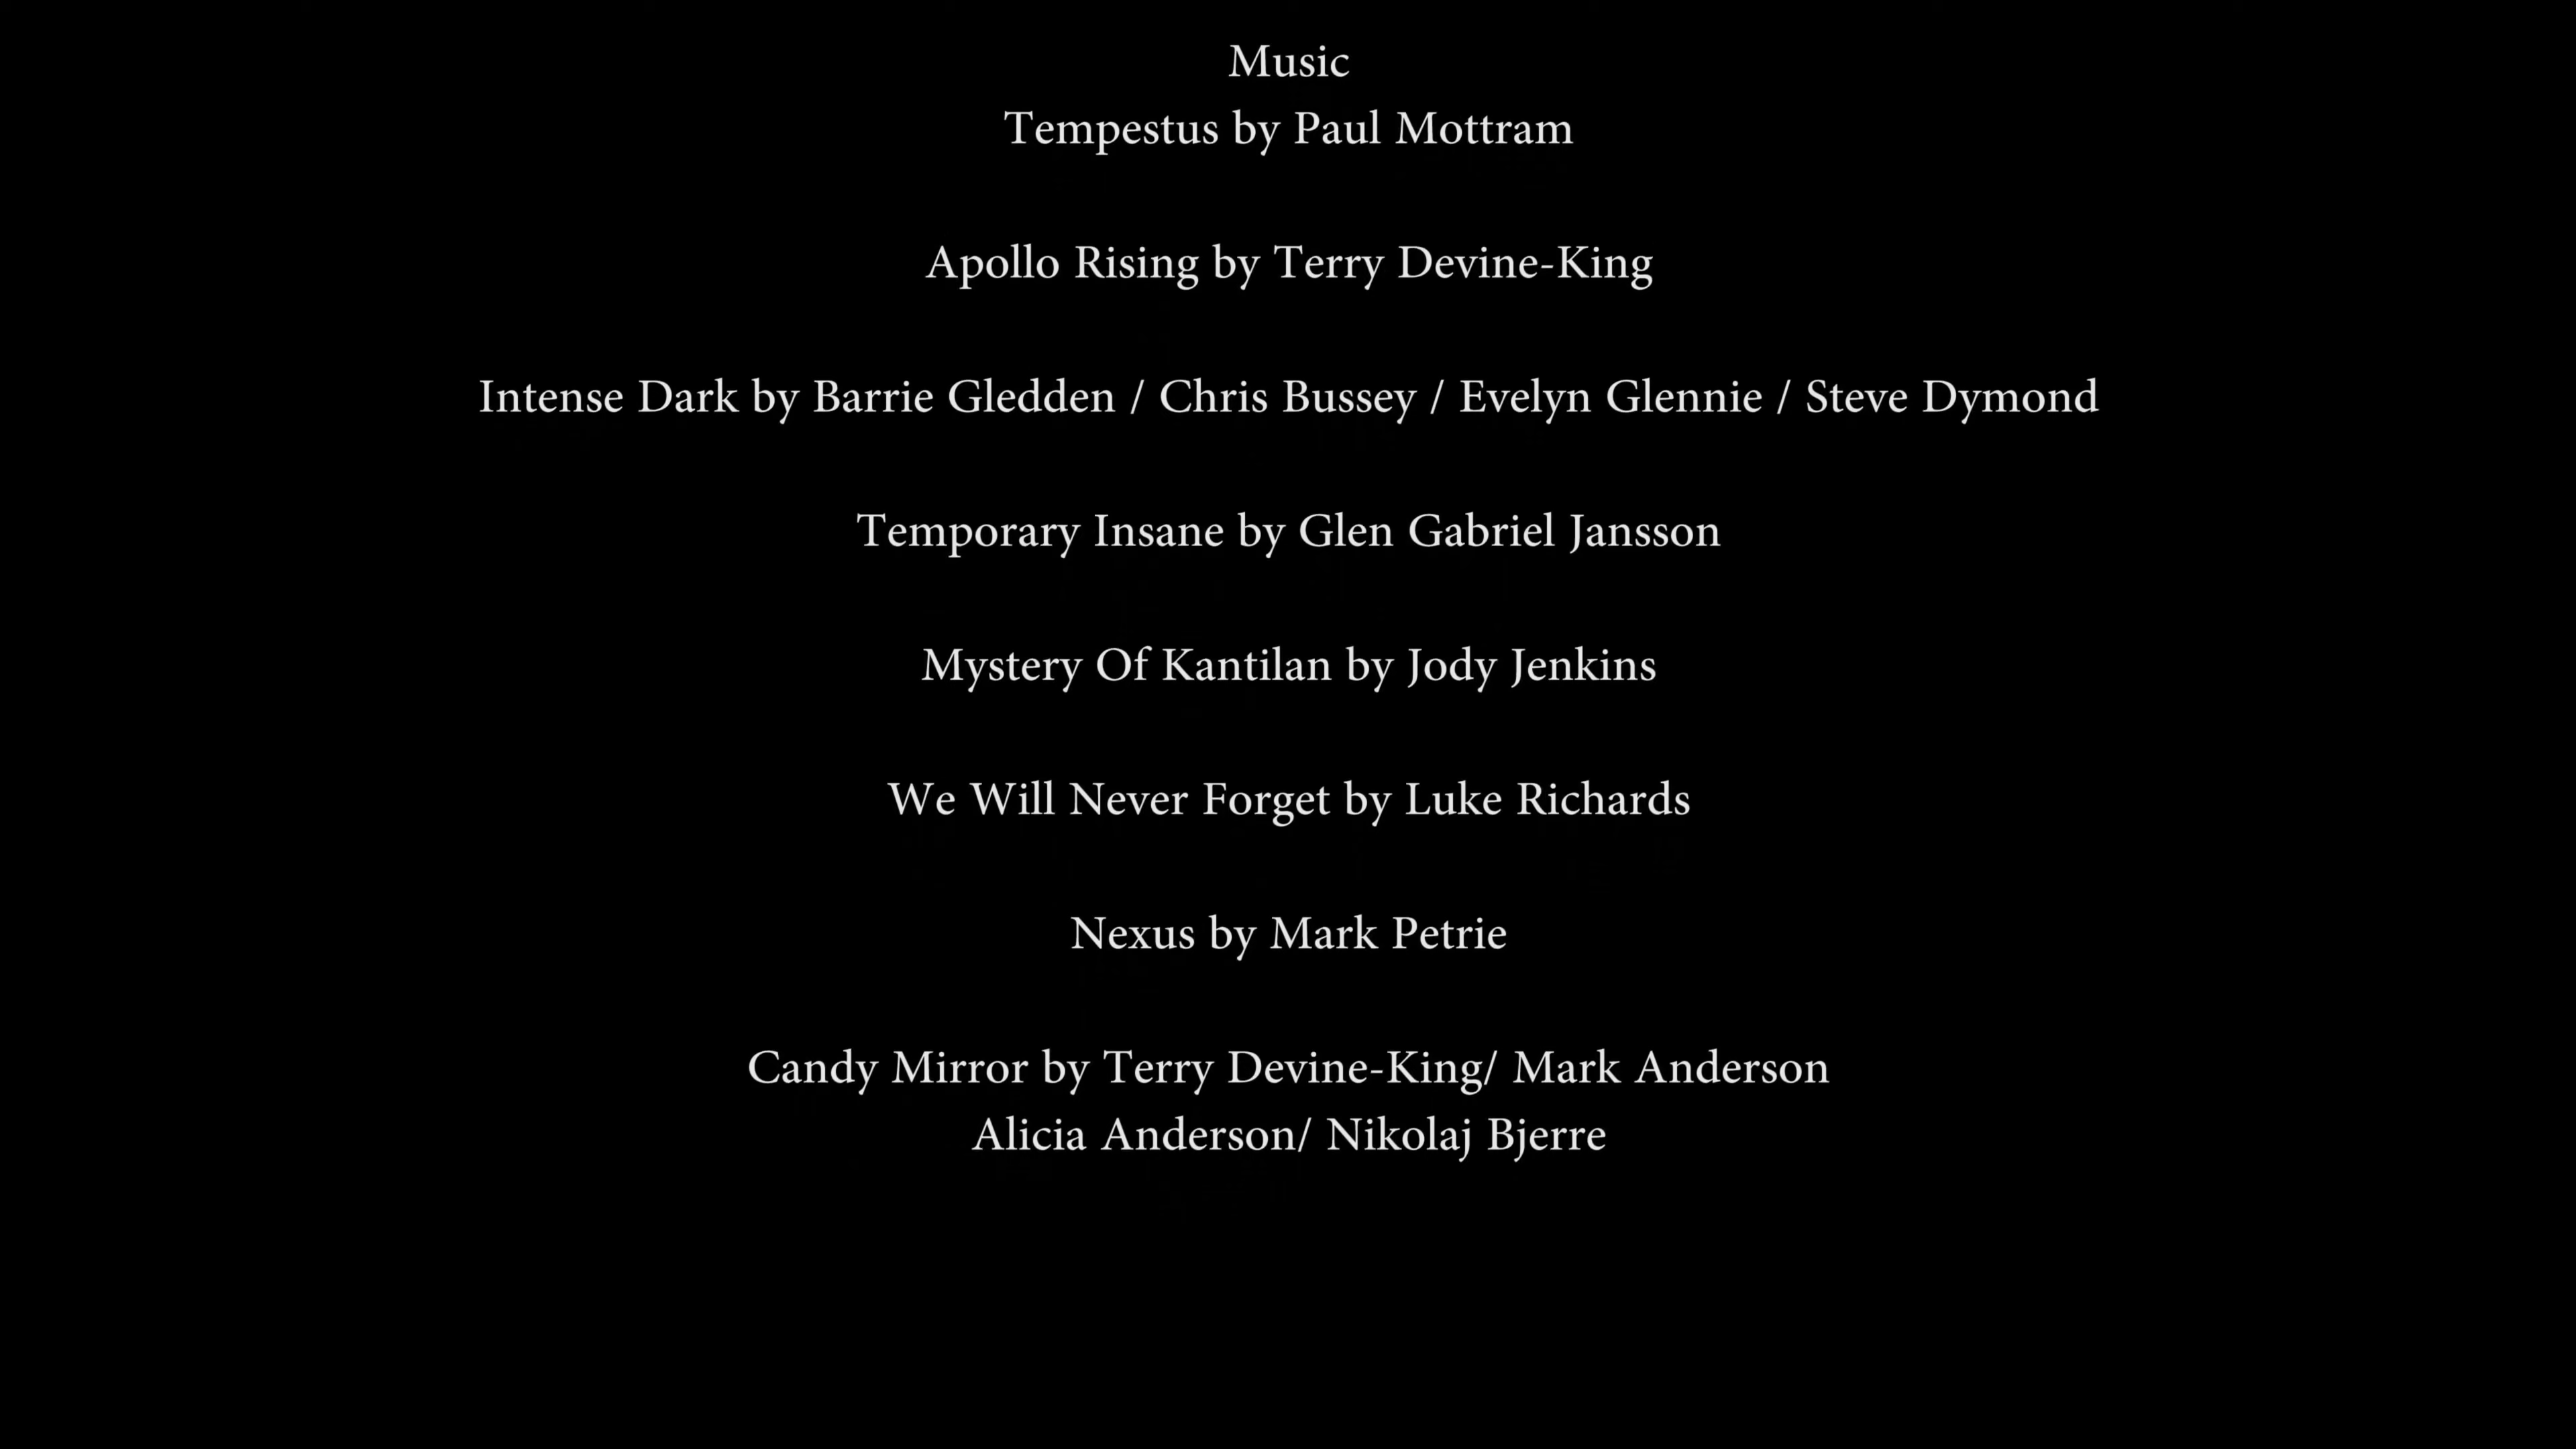 Music
Tempestus by Paul Mottram
Apollo Rising by Terry Devine-King
Intense Dark by Barrie Gledden / Chris Bussey / Evelyn Glennie / Steve Dymond
Temporary Insane by Glen Gabriel Jansson
Mystery Of Kantilan by Jody Jenkins
We Will Never Forget by Luke Richards
Nexus by Mark Petrie
Candy Mirror by Terry Devine-King/ Mark Anderson
Alicia Anderson/ Nikolaj Bjerre